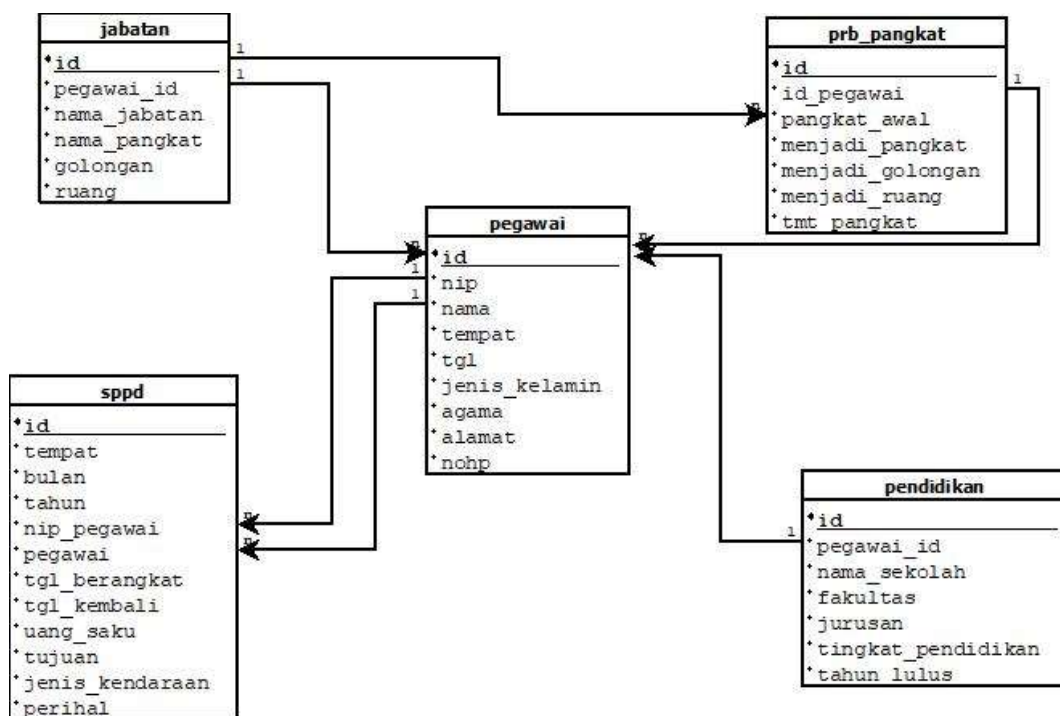 jabatan
id
pegawai_id
nama_jabatan
nama_pangkat
golongan
ruang
1
1
prb_pangkat
id
id_pegawai
pangkat_awal
menjadi_pangkat
menjadi_golongan
menjadi_ruang
tmt_pangkat
n
1
pegawai
id
nip
nama
tempat
tgl
jenis_kelamin
agama
alamat
nohp
n
1
1
n
sppd
id
tempat
bulan
tahun
nip_pegawai
pegawai
tgl_berangkat
tgl_kembali
uang_saku
tujuan
jenis_kendaraan
perihal
n
n
pendidikan
id
pegawai_id
nama_sekolah
fakultas
jurusan
tingkat_pendidikan
tahun_lulus
1